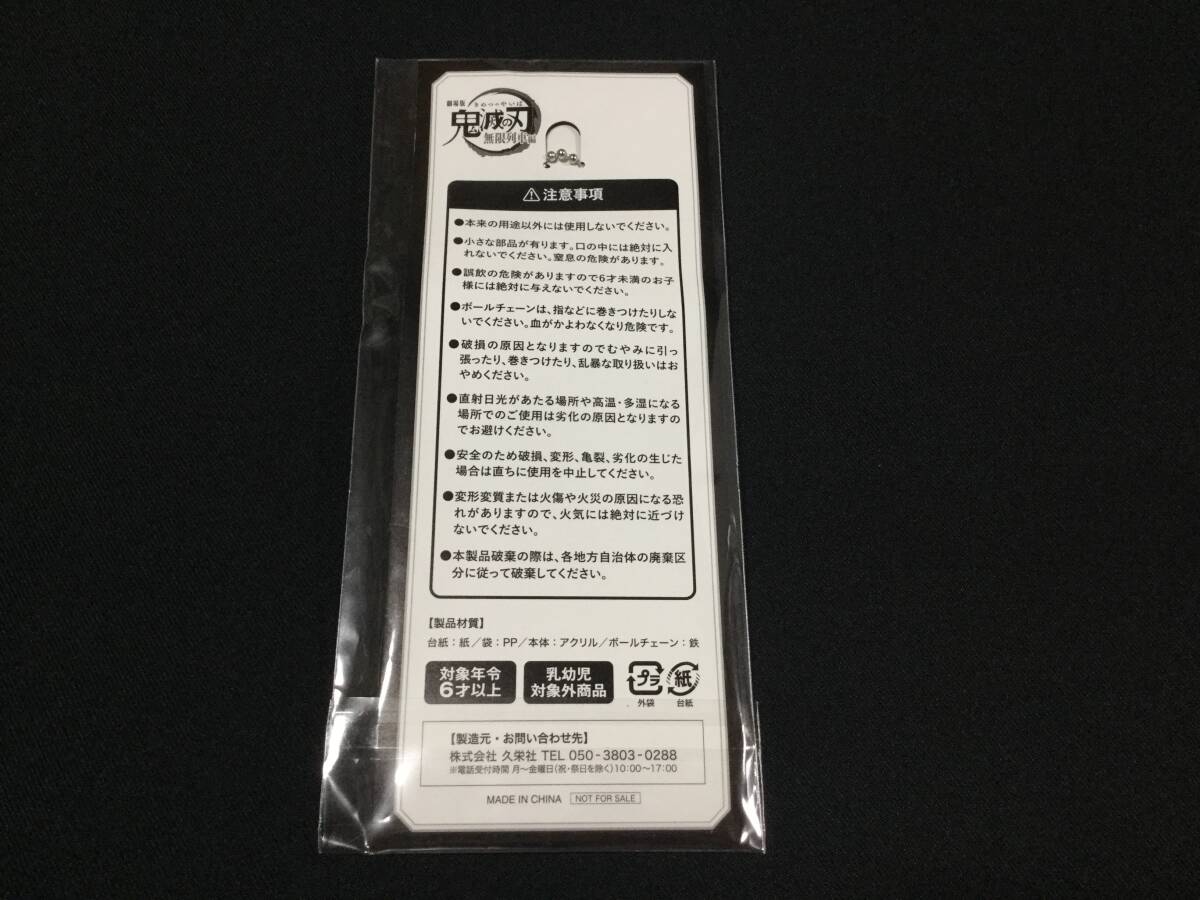 劇場版
きめつのやいば
鬼滅の刃
無限列車編
⚠注意事項
●本来の用途以外には使用しないでください。
●小さな部品が有ります。口の中には絶対に入
れないでください。窒息の危険があります。
●誤飲の危険がありますので6才未満のお子
様には絶対に与えないでください。
●ボールチェーンは、指などに巻きつけたりしな
いでください。血がかよわなくなり危険です。
●破損の原因となりますのでむやみに引っ
張ったり、巻きつけたり、乱暴な取り扱いはお
やめください。
●直射日光があたる場所や高温・多湿になる
場所でのご使用は劣化の原因となりますの
でお避けください。
●安全のため破損、変形、亀裂、劣化の生じた
場合は直ちに使用を中止してください。
●変形変質または火傷や火災の原因になる恐
れがありますので、火気には絶対に近づけ
ないでください。
●本製品破棄の際は、各地方自治体の廃棄区
分に従って破棄してください。
【製品材質】
台紙：紙／袋：PP／本体：アクリル／ボールチェーン：鉄
対象年令
6才以上
乳幼児
対象外商品
プラ
外袋
紙
台紙
【製造元・お問い合わせ先】
株式会社 久栄社 TEL 050-3803-0288
※電話受付時間 月〜金曜日(祝・祭日を除く)10:00〜17:00
MADE IN CHINA NOT FOR SALE